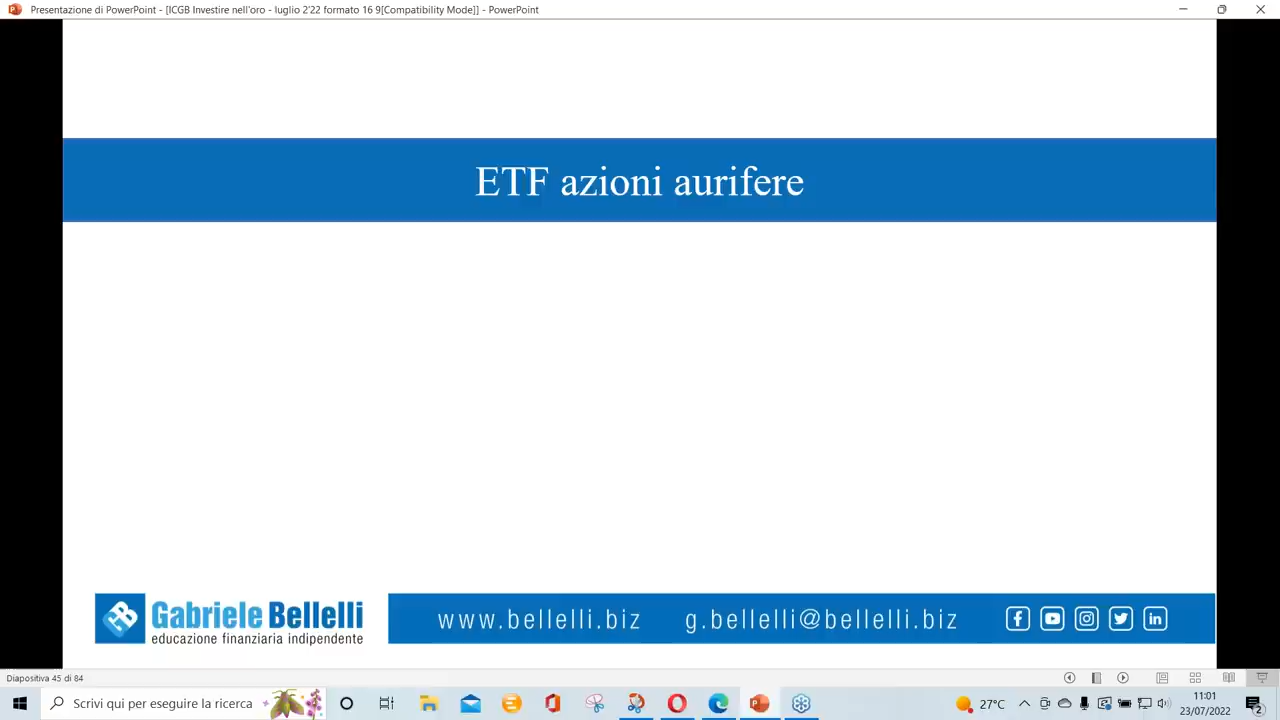 Presentazione di PowerPoint - [ICGB Investire nell'oro - luglio 2'22 formato 16 9[Compatibility Mode]] - PowerPoint
ETF azioni aurifere
Gabriele Bellelli
educazione finanziaria indipendente
www.bellelli.biz g.bellelli@bellelli.biz
Diapositiva 45 di 84
Scrivi qui per eseguire la ricerca
27°C
11:01
23/07/2022
2